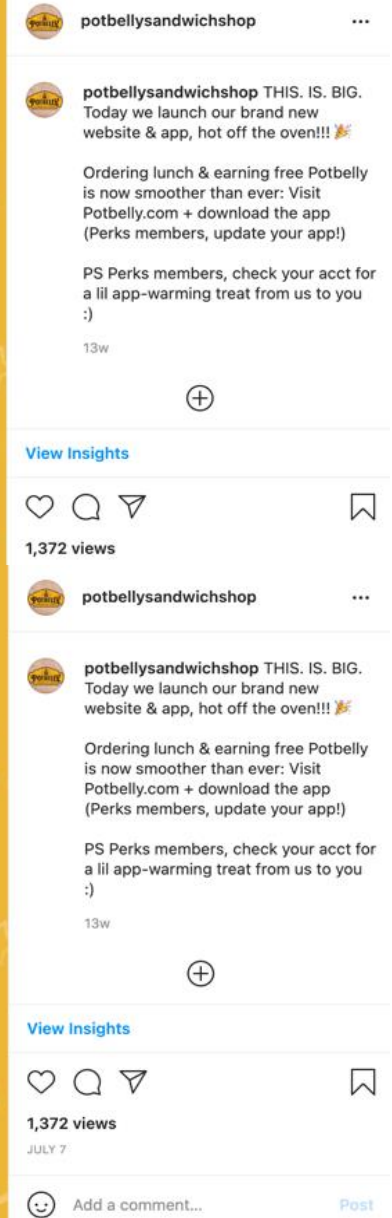 potbellysandwichshop
potbellysandwichshop THIS. IS. BIG.
Today we launch our brand new
website & app, hot off the oven!!! 🎉
Ordering lunch & earning free Potbelly
is now smoother than ever: Visit
Potbelly.com + download the app
(Perks members, update your app!)
PS Perks members, check your acct for
a lil app-warming treat from us to you
:)
13w
View Insights
1,372 views
potbellysandwichshop
potbellysandwichshop THIS. IS. BIG.
Today we launch our brand new
website & app, hot off the oven!!! 🎉
Ordering lunch & earning free Potbelly
is now smoother than ever: Visit
Potbelly.com + download the app
(Perks members, update your app!)
PS Perks members, check your acct for
a lil app-warming treat from us to you
:)
13w
View Insights
1,372 views
JULY 7
Add a comment...
Post